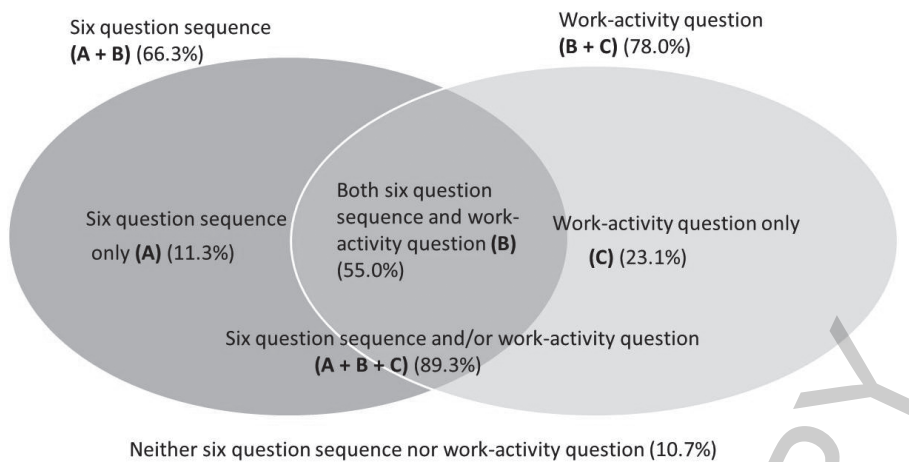 Six question sequence
(A + B) (66.3%)
Work-activity question
(B + C) (78.0%)
Six question sequence
only (A) (11.3%)
Both six question
sequence and work-
activity question (B)
(55.0%)
Work-activity question only
(C) (23.1%)
Six question sequence and/or work-activity question
(A + B + C) (89.3%)
Neither six question sequence nor work-activity question (10.7%)
PY